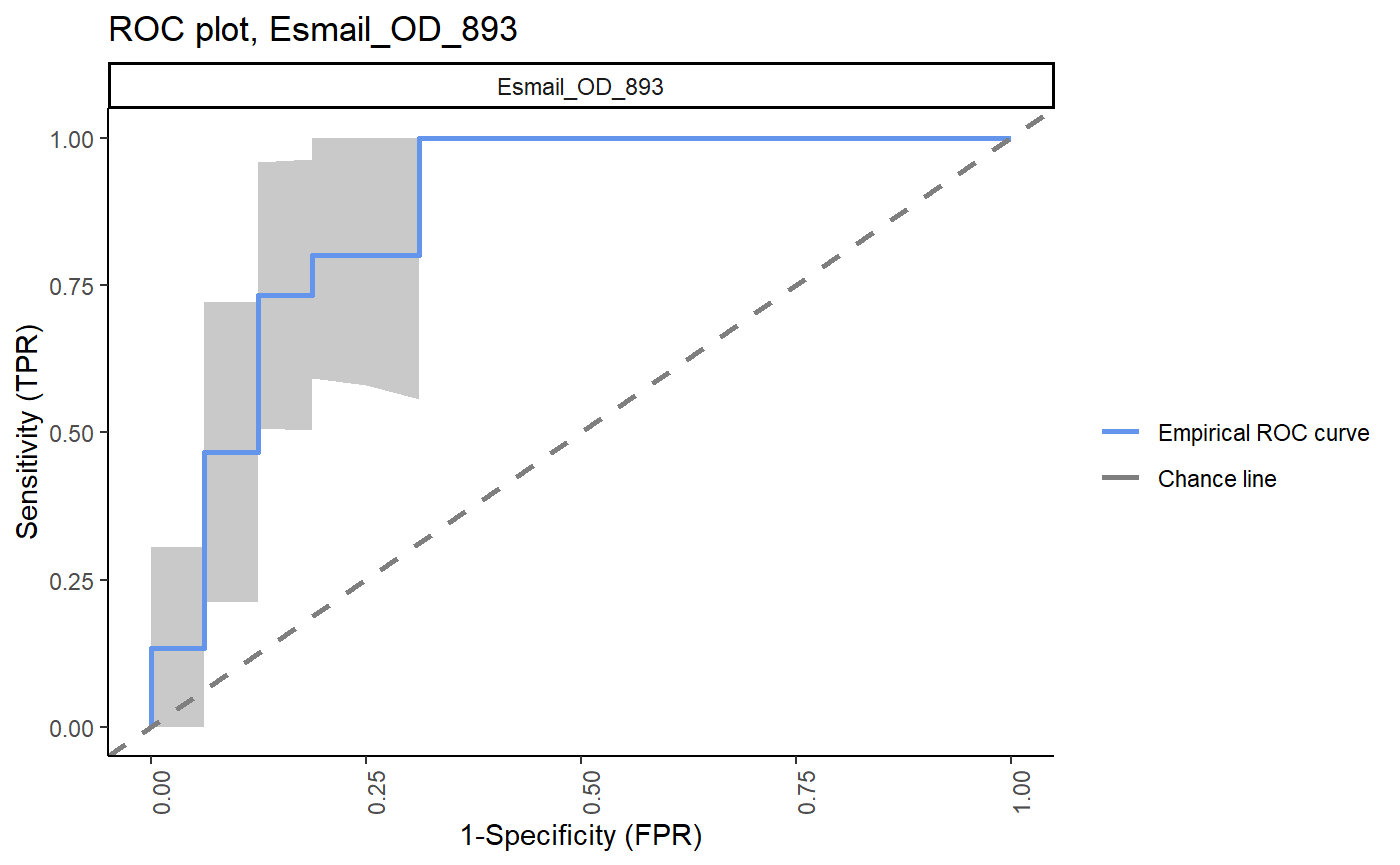 ROC plot, Esmail_OD_893
Esmail_OD_893
1.00
0.75
0.50
0.25
0.00
Sensitivity (TPR)
0.00
0.25
0.50
0.75
1.00
1-Specificity (FPR)
Empirical ROC curve
Chance line